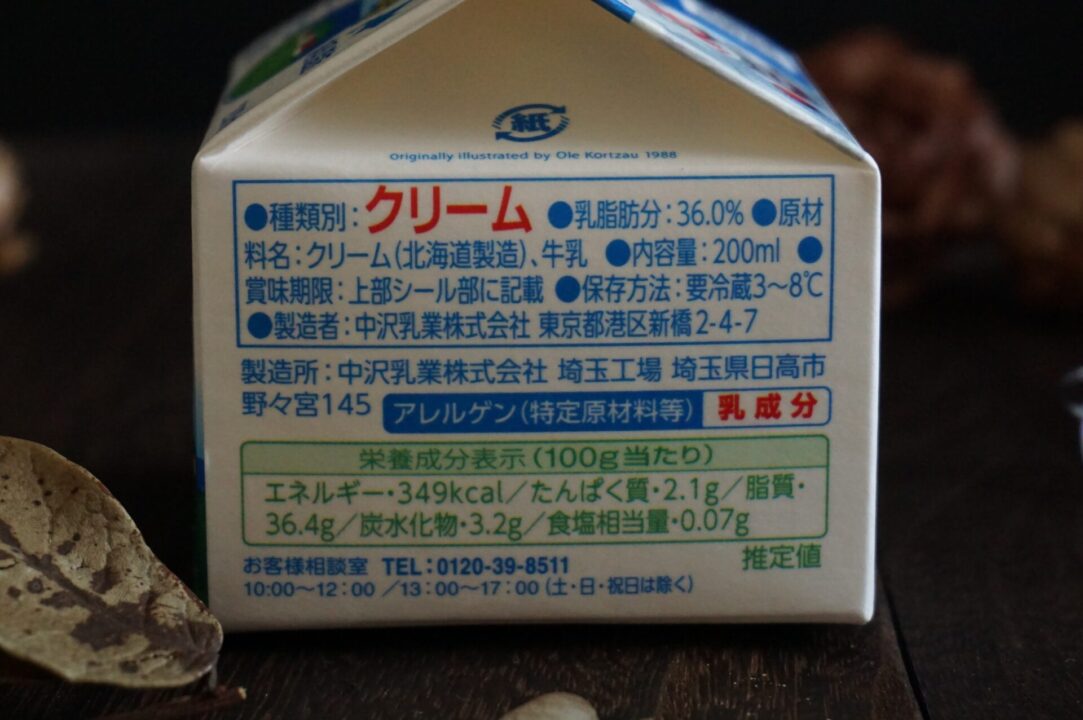 紙
Originally illustrated by Ole Kortzau 1988
●種類別：クリーム ●乳脂肪分：36.0% ●原材
料名：クリーム（北海道製造）、牛乳 ●内容量：200ml ●
賞味期限：上部シール部に記載 ●保存方法：要冷蔵3〜8℃
●製造者：中沢乳業株式会社 東京都港区新橋2-4-7
製造所：中沢乳業株式会社 埼玉工場 埼玉県日高市
野々宮145 アレルゲン（特定原材料等） 乳成分
栄養成分表示（100g当たり）
エネルギー・349kcal／たんぱく質・2.1g／脂質・
36.4g／炭水化物・3.2g／食塩相当量・0.07g
推定値
お客様相談室 TEL：0120-39-8511
10:00〜12:00 ／13:00〜17:00（土・日・祝日は除く）